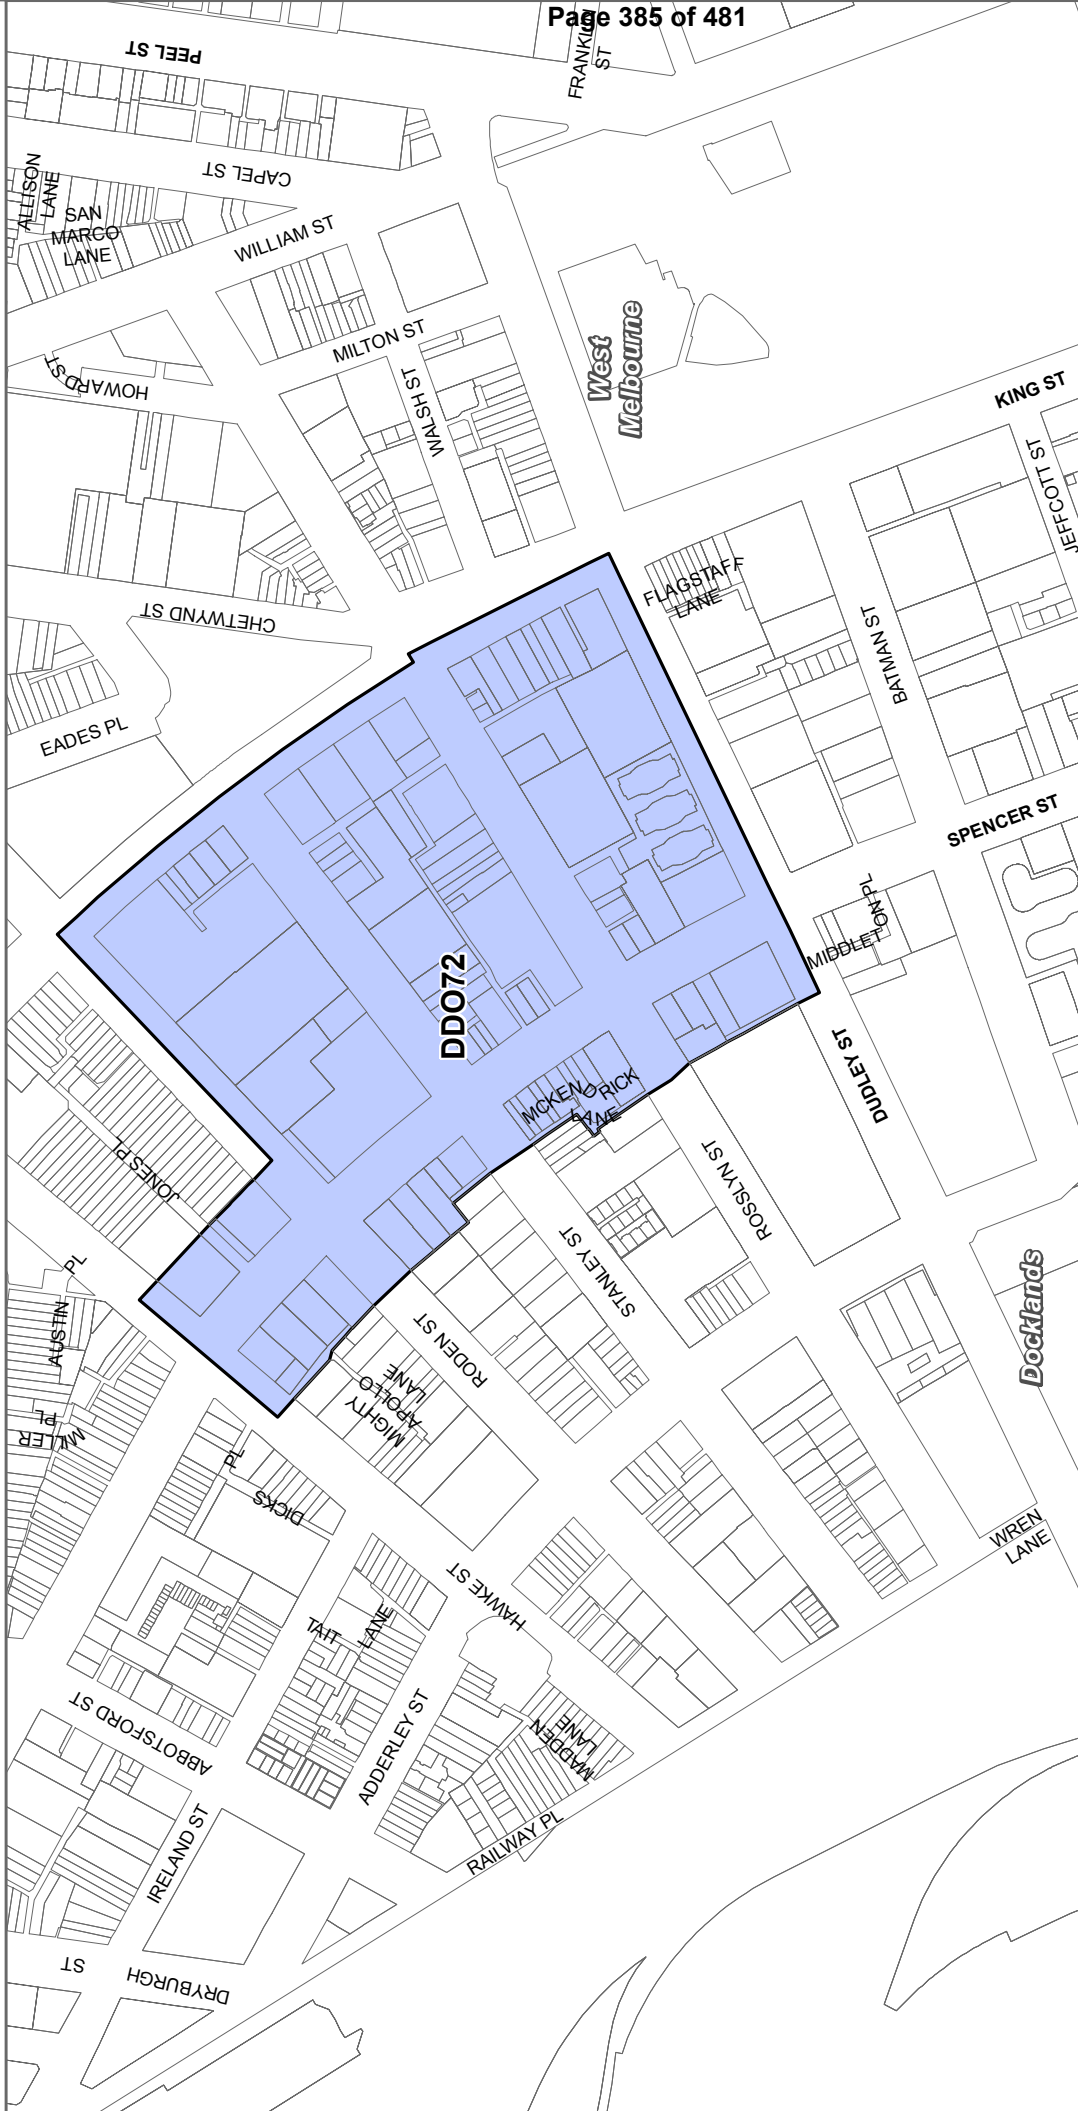 Page 385 of 481
FRANKLIN
ST
PEEL ST
CAPEL ST
ALLISON
LANE
SAN
MARCO
LANE
WILLIAM ST
MILTON ST
HOWARD ST
WALSH ST
West
Melbourne
KING ST
JEFFCOTT ST
FLAGSTAFF
LANE
CHETWYND ST
BATMAN ST
EADES PL
SPENCER ST
MIDDLETON PL
DDO72
DUDLEY ST
MCKENDRICK
LANE
JONES PL
ROSSLYN ST
STANLEY ST
AUSTIN PL
RODEN ST
Docklands
MIGHTY
APOLLO
LANE
MILLER
PL
DICKS PL
WREN
LANE
HAWKE ST
TAIT LANE
ABBOTSFORD ST
ADDERLEY ST
MADDEN
LANE
IRELAND ST
RAILWAY PL
DRYBURGH ST